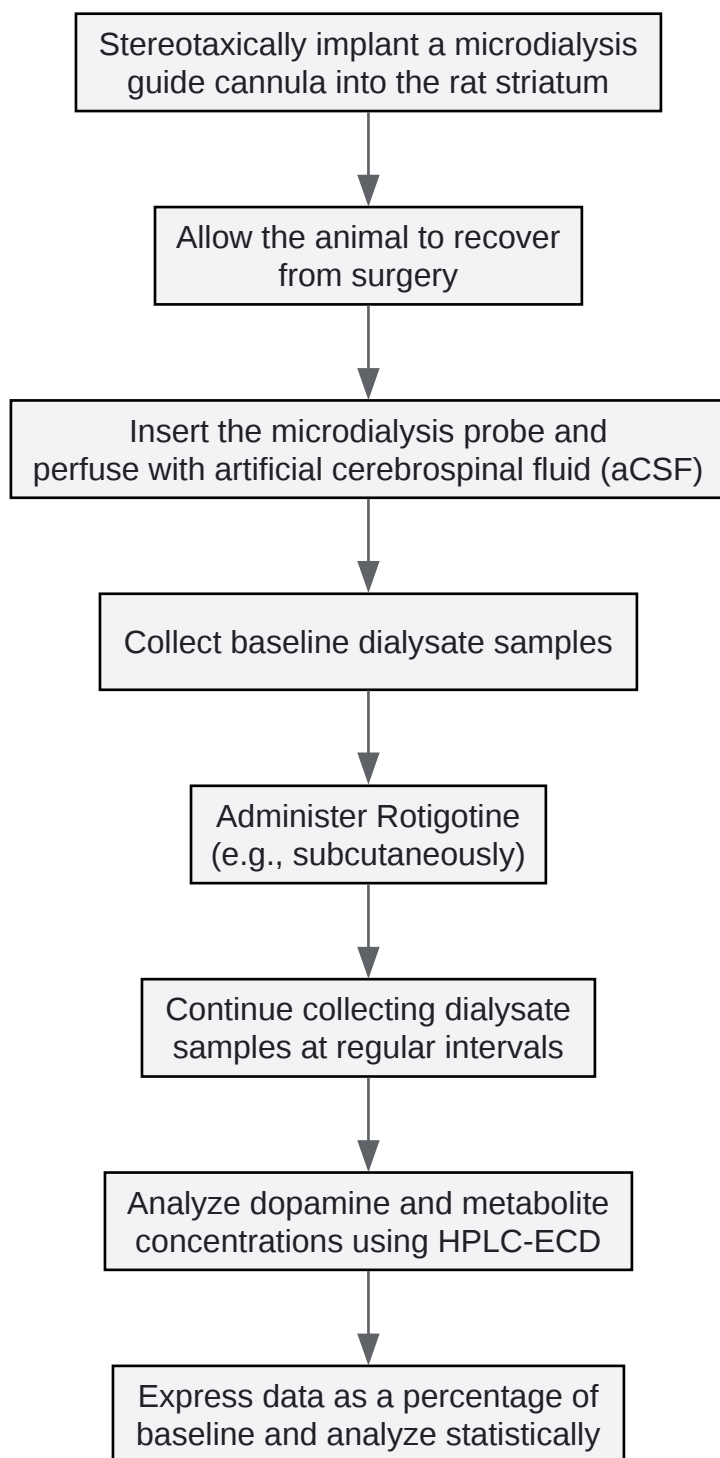 Stereotaxically implant a microdialysis
guide cannula into the rat striatum
Allow the animal to recover
from surgery
Insert the microdialysis probe and
perfuse with artificial cerebrospinal fluid (aCSF)
Collect baseline dialysate samples
Administer Rotigotine
(e.g., subcutaneously)
Continue collecting dialysate
samples at regular intervals
Analyze dopamine and metabolite
concentrations using HPLC-ECD
Express data as a percentage of
baseline and analyze statistically